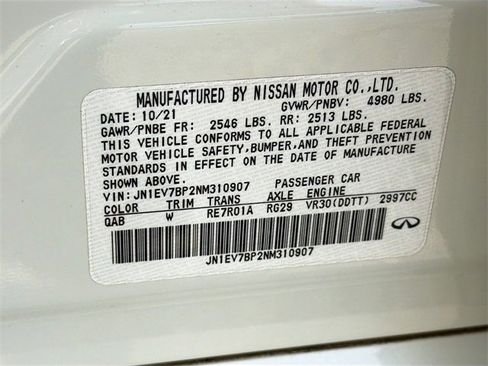 MANUFACTURED BY NISSAN MOTOR CO.,LTD.
DATE: 10/21 GVWR/PNBV: 4980 LBS.
GAWR/PNBE FR: 2546 LBS. RR: 2513 LBS.
THIS VEHICLE CONFORMS TO ALL APPLICABLE FEDERAL
MOTOR VEHICLE SAFETY, BUMPER, AND THEFT PREVENTION
STANDARDS IN EFFECT ON THE DATE OF MANUFACTURE
SHOWN ABOVE.
VIN: JN1EV7BP2NM310907 PASSENGER CAR
COLOR TRIM TRANS AXLE ENGINE
QAB W RE7R01A RG29 VR30(DDTT) 2997CC
JN1EV7BP2NM310907